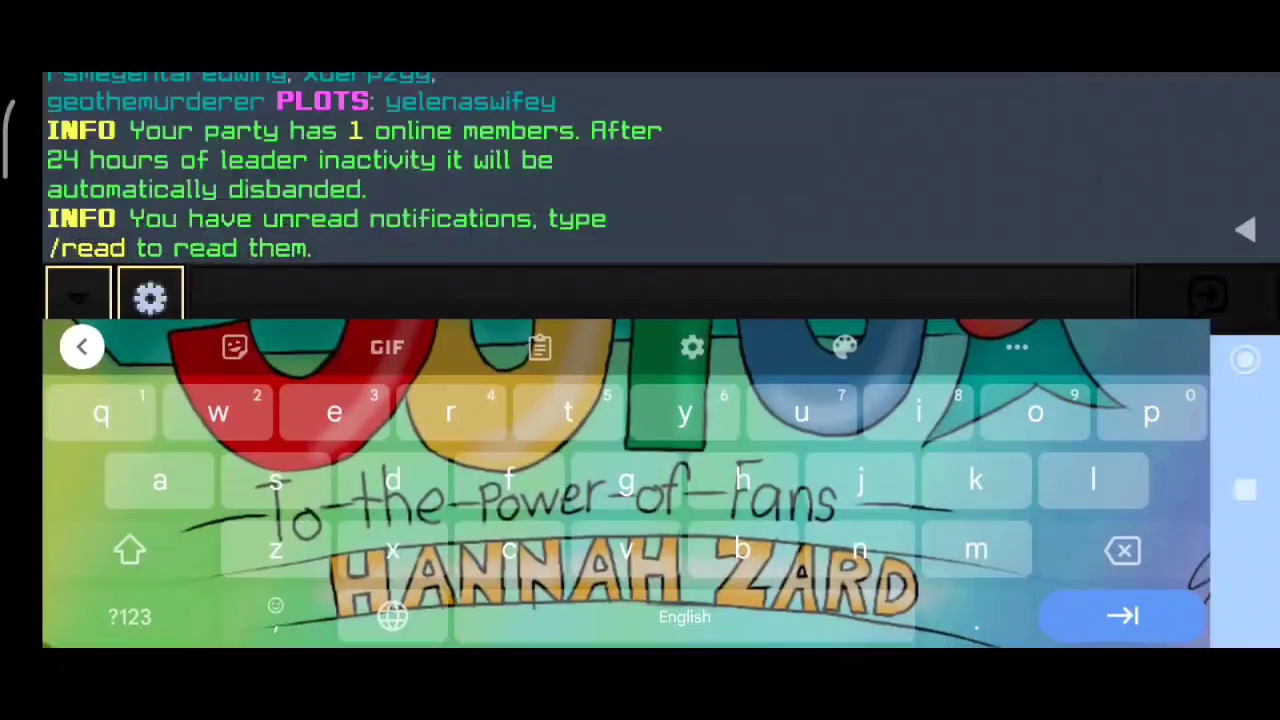 geothemurderer PLOTS: yelenaswifey
INFO Your party has 1 online members. After
24 hours of leader inactivity it will be
automatically disbanded.
INFO You have unread notifications, type
/read to read them.
GIF
q 1 w 2 e 3 r 4 t 5 y 6 u 7 i 8 o 9 p 0
a s d f g h j k l
To the Power of Fans
z x c v b n m
HANNAH ZARD
?123 , English .